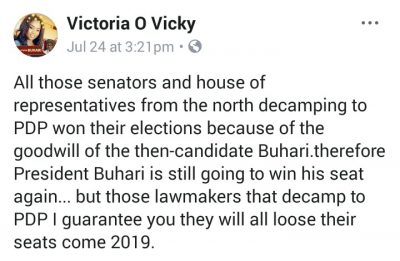 Victoria O Vicky
Jul 24 at 3:21pm •
All those senators and house of
representatives from the north decamping to
PDP won their elections because of the
goodwill of the then-candidate Buhari.therefore
President Buhari is still going to win his seat
again... but those lawmakers that decamp to
PDP I guarantee you they will all loose their
seats come 2019.
BUHARI